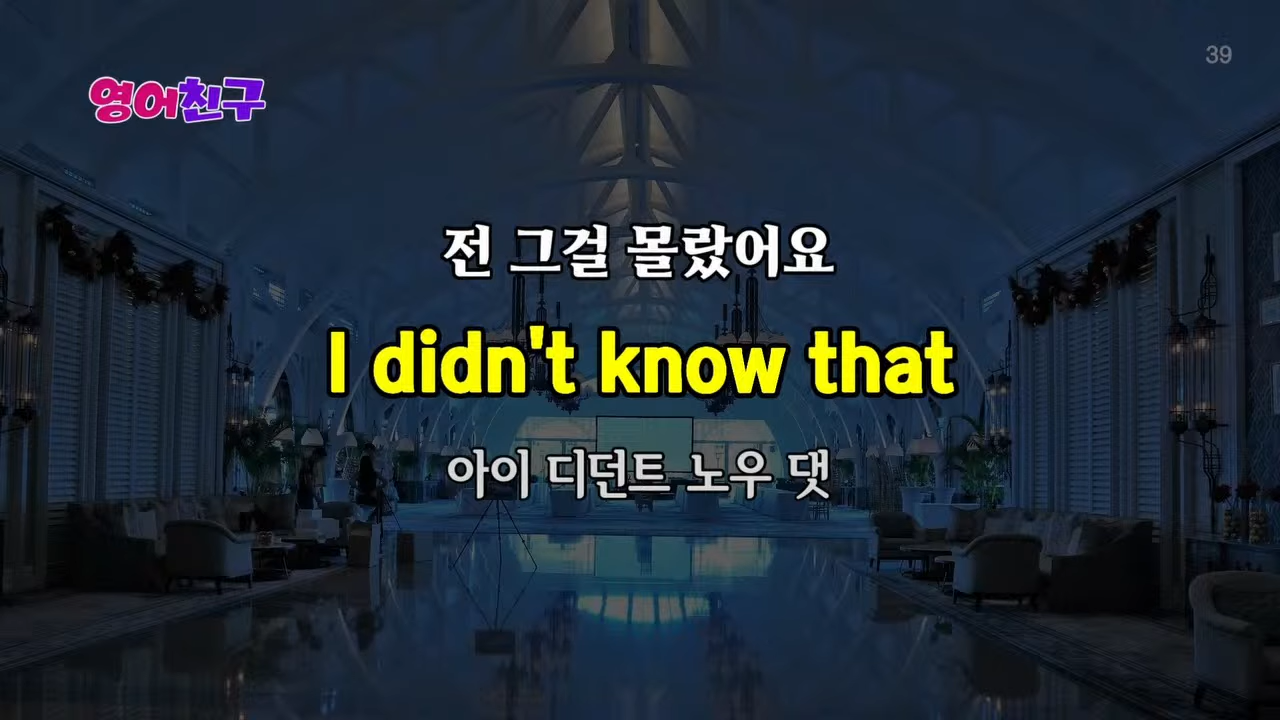 39
영어친구
전 그걸 몰랐어요
I didn't know that
아이 디던트 노우 댓